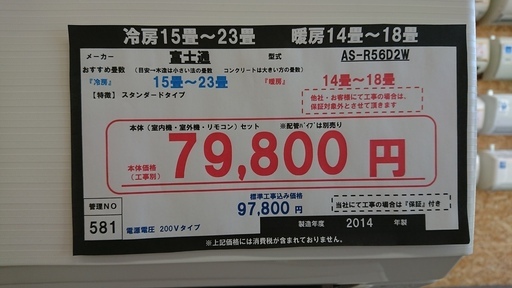 冷房15畳～23畳　暖房14畳～18畳
メーカー　富士通　型式　AS-R56D2W
おすすめ畳数　(目安→木造は小さい法の畳数　コンクリートは大きい方の畳数)
『冷房』　15畳～23畳　『暖房』　14畳～18畳
【特徴】スタンダードタイプ
他社・お客様にて工事の場合は、
保証対象外とさせて頂きます
本体（室内機・室外機・リモコン）セット　※配管ﾊﾟｲﾌﾟは別売り
本体価格
(工事別)
79,800 円
標準工事込み価格
97,800 円
当社にて工事の場合は『保証』付き
管理NO
581
電源電圧　200Vタイプ
製造年度　2014　年製
※上記価格には消費税が含まれておりません。